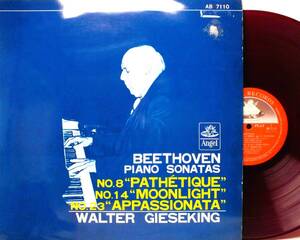 AB 7110
Angel
BEETHOVEN
PIANO SONATAS
NO.8 "PATHÉTIQUE"
NO.14 "MOONLIGHT"
NO.23 "APPASSIONATA"
WALTER GIESEKING